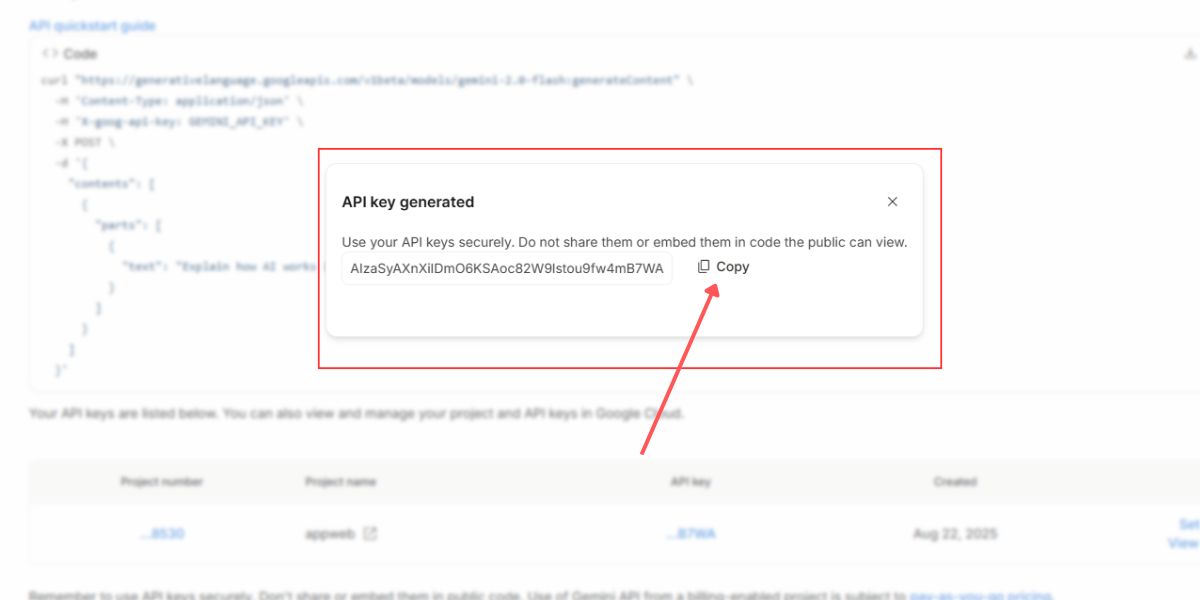 API quickstart guide
<> Code
curl "https://generativelanguage.googleapis.com/v1beta/models/gemini-2.0-flash:generateContent" \
-H 'Content-Type: application/json' \
-H 'X-goog-api-key: GEMINI_API_KEY' \
-X POST \
-d '{
"contents": [
{
"parts": [
{
"text": "Explain how AI works
}
]
}
]
}'
API key generated
Use your API keys securely. Do not share them or embed them in code the public can view.
Copy
Your API keys are listed below. You can also view and manage your project and API keys in Google Cloud.
Project number Project name API key Created
...8530 appweb ...B7WA Aug 22, 2025
Set
View
Remember to use API keys securely. Don't share or embed them in public code. Use of Gemini API from a billing-enabled project is subject to pay-as-you-go pricing.